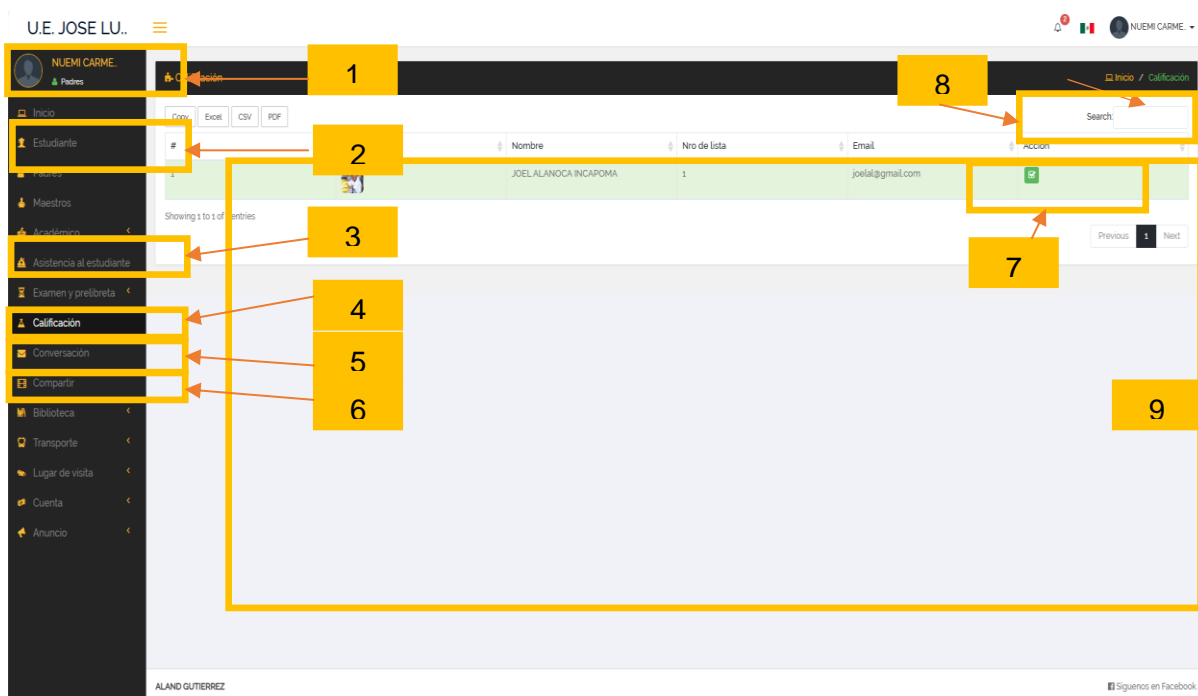 U.E. JOSE LU..
2
NUEMI CARME..
NUEMI CARME..
Padres
Inicio
Estudiante
Padres
Maestros
Académico
Asistencia al estudiante
Examen y prelibreta
Calificación
Conversación
Compartir
Biblioteca
Transporte
Lugar de visita
Cuenta
Anuncio
1
2
3
4
5
6
7
8
9
Calificación
Inicio / Calificación
Copy Excel CSV PDF
Search:
# Nombre Nro de lista Email Acción
1 JOEL ALANOCA INCAPOMA 1 joelal@gmail.com
Showing 1 to 1 of entries
Previous 1 Next
ALAND GUTIERREZ
Siguenos en Facebook